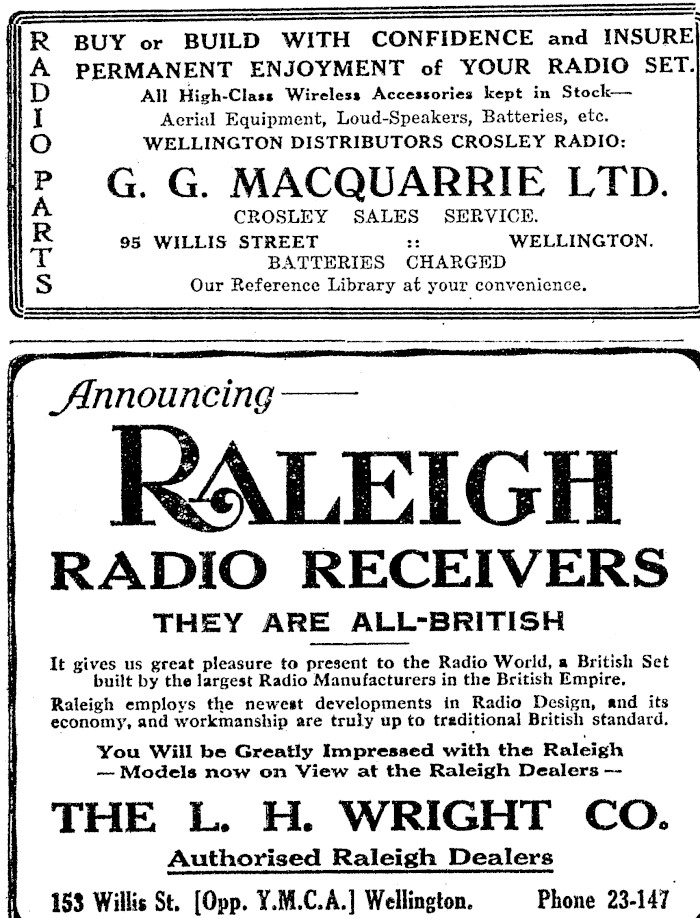 RADIO PARTS
BUY or BUILD WITH CONFIDENCE and INSURE
PERMANENT ENJOYMENT of YOUR RADIO SET.
All High-Class Wireless Accessories kept in Stock—
Aerial Equipment, Loud-Speakers, Batteries, etc.
WELLINGTON DISTRIBUTORS CROSLEY RADIO:
G. G. MACQUARRIE LTD.
CROSLEY SALES SERVICE.
95 WILLIS STREET :: WELLINGTON.
BATTERIES CHARGED
Our Reference Library at your convenience.
Announcing —
RALEIGH
RADIO RECEIVERS
THEY ARE ALL-BRITISH
It gives us great pleasure to present to the Radio World, a British Set
built by the largest Radio Manufacturers in the British Empire.
Raleigh employs the newest developments in Radio Design, and its
economy, and workmanship are truly up to traditional British standard.
You Will be Greatly Impressed with the Raleigh
— Models now on View at the Raleigh Dealers —
THE L. H. WRIGHT CO.
Authorised Raleigh Dealers
153 Willis St. [Opp. Y.M.C.A.] Wellington. Phone 23-147